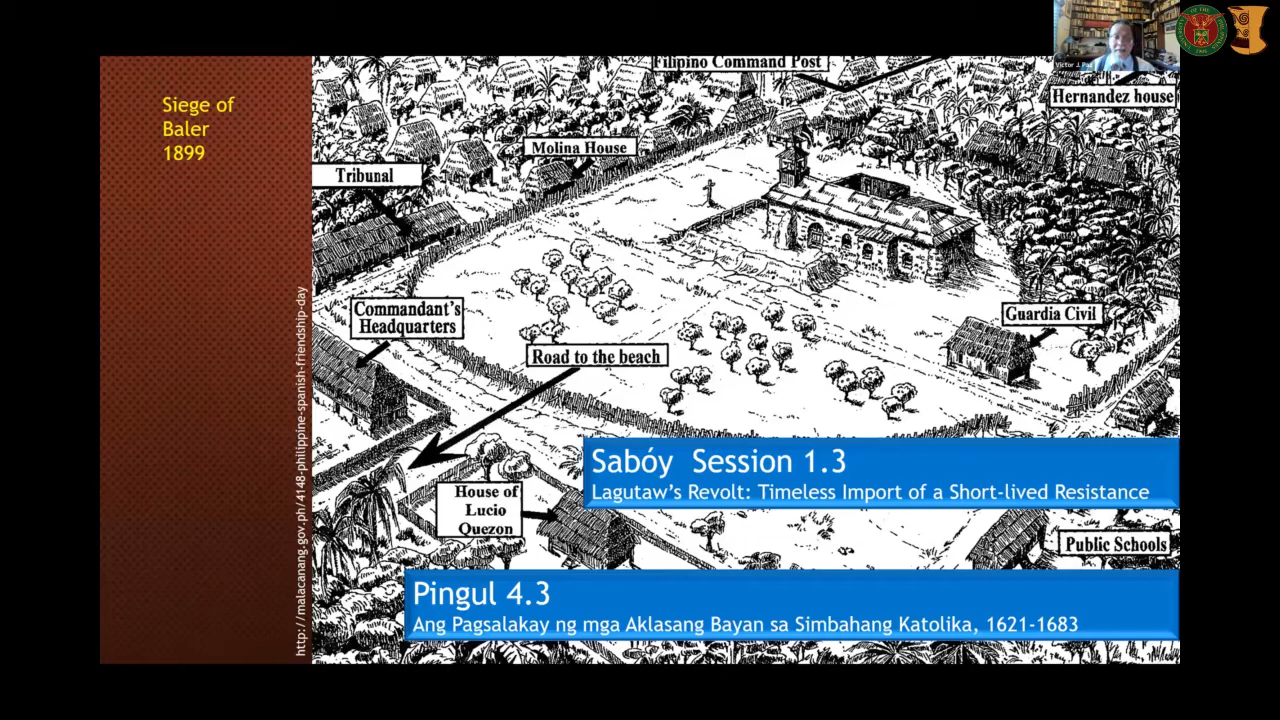 Siege of
Baler
1899
Filipino Command Post
Hernandez house
Molina House
Tribunal
Commandant's
Headquarters
Guardia Civil
Road to the beach
Sabóy Session 1.3
Lagutaw's Revolt: Timeless Import of a Short-lived Resistance
House of
Lucio
Quezon
Public Schools
Pingul 4.3
Ang Pagsalakay ng mga Aklasang Bayan sa Simbahang Katolika, 1621-1683
http://malacanang.gov.ph/4148-philippine-spanish-friendship-day
Victor J. Paz